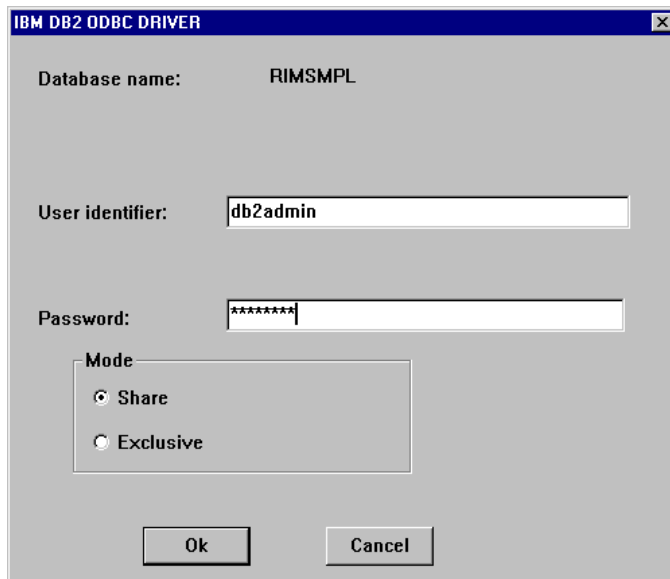 IBM DB2 ODBC DRIVER
Database name: RIMSMPL
User identifier: db2admin
Password: ********
Mode
Share
Exclusive
Ok Cancel